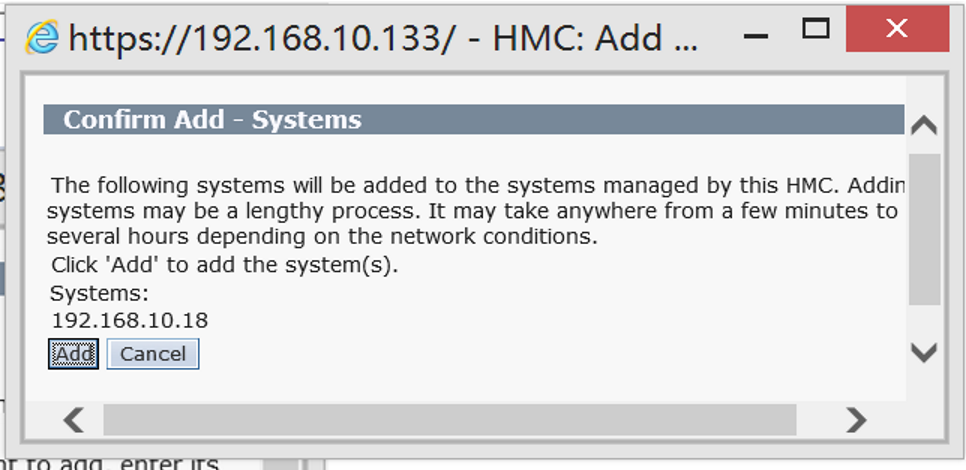 https://192.168.10.133/ - HMC: Add ...
Confirm Add - Systems
The following systems will be added to the systems managed by this HMC. Addin
systems may be a lengthy process. It may take anywhere from a few minutes to
several hours depending on the network conditions.
Click 'Add' to add the system(s).
Systems:
192.168.10.18
Add Cancel
to add, enter its